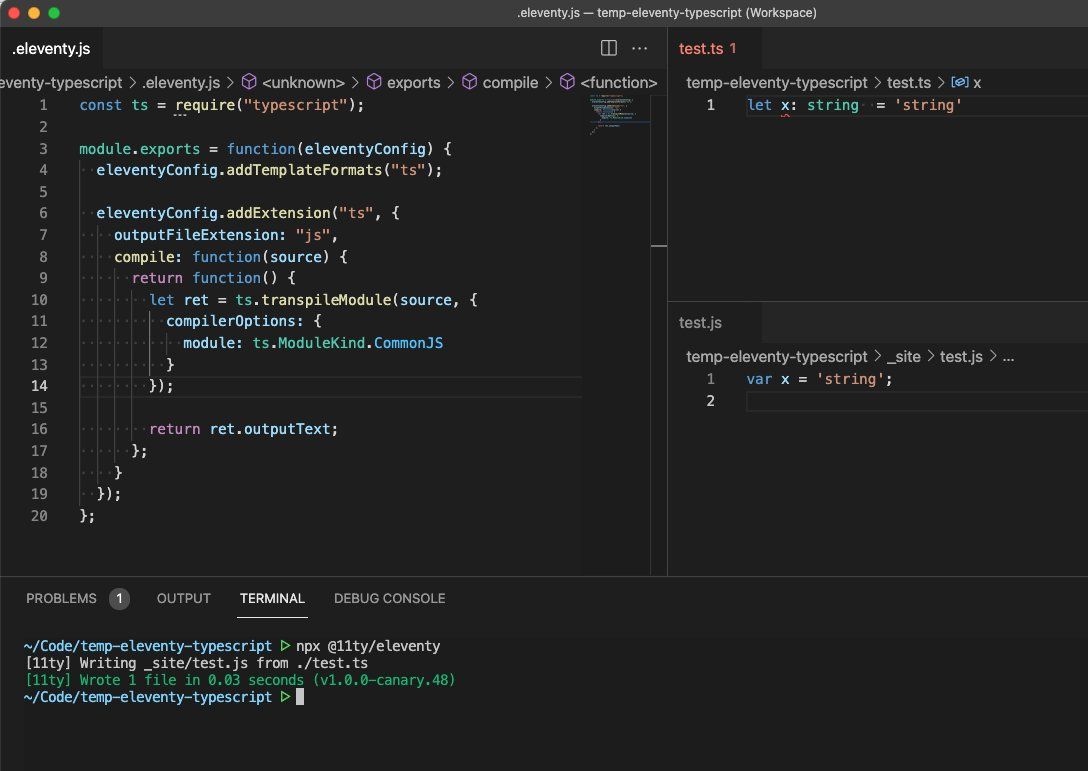 .eleventy.js — temp-eleventy-typescript (Workspace)
.eleventy.js
eventy-typescript > .eleventy.js > <unknown> > exports > compile > <function>
1 const ts = require("typescript");
2
3 module.exports = function(eleventyConfig) {
4 eleventyConfig.addTemplateFormats("ts");
5
6 eleventyConfig.addExtension("ts", {
7 outputFileExtension: "js",
8 compile: function(source) {
9 return function() {
10 let ret = ts.transpileModule(source, {
11 compilerOptions: {
12 module: ts.ModuleKind.CommonJS
13 }
14 });
15
16 return ret.outputText;
17 };
18 }
19 });
20 };
test.ts 1
temp-eleventy-typescript > test.ts > x
1 let x: string = 'string'
test.js
temp-eleventy-typescript > _site > test.js > ...
1 var x = 'string';
2
PROBLEMS 1 OUTPUT TERMINAL DEBUG CONSOLE
~/Code/temp-eleventy-typescript ▷ npx @11ty/eleventy
[11ty] Writing _site/test.js from ./test.ts
[11ty] Wrote 1 file in 0.03 seconds (v1.0.0-canary.48)
~/Code/temp-eleventy-typescript ▷